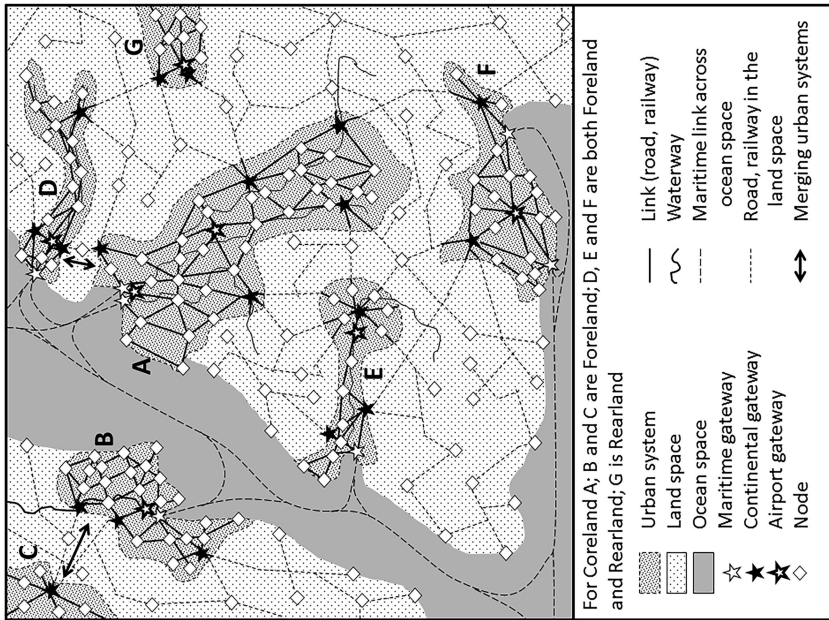 C
B
A
D
G
E
F
For Coreland A; B and C are Foreland; D, E and F are both Foreland
and Rearland; G is Rearland
Urban system
Land space
Ocean space
Maritime gateway
Continental gateway
Airport gateway
Node
Link (road, railway)
Waterway
Maritime link across
ocean space
Road, railway in the
land space
Merging urban systems